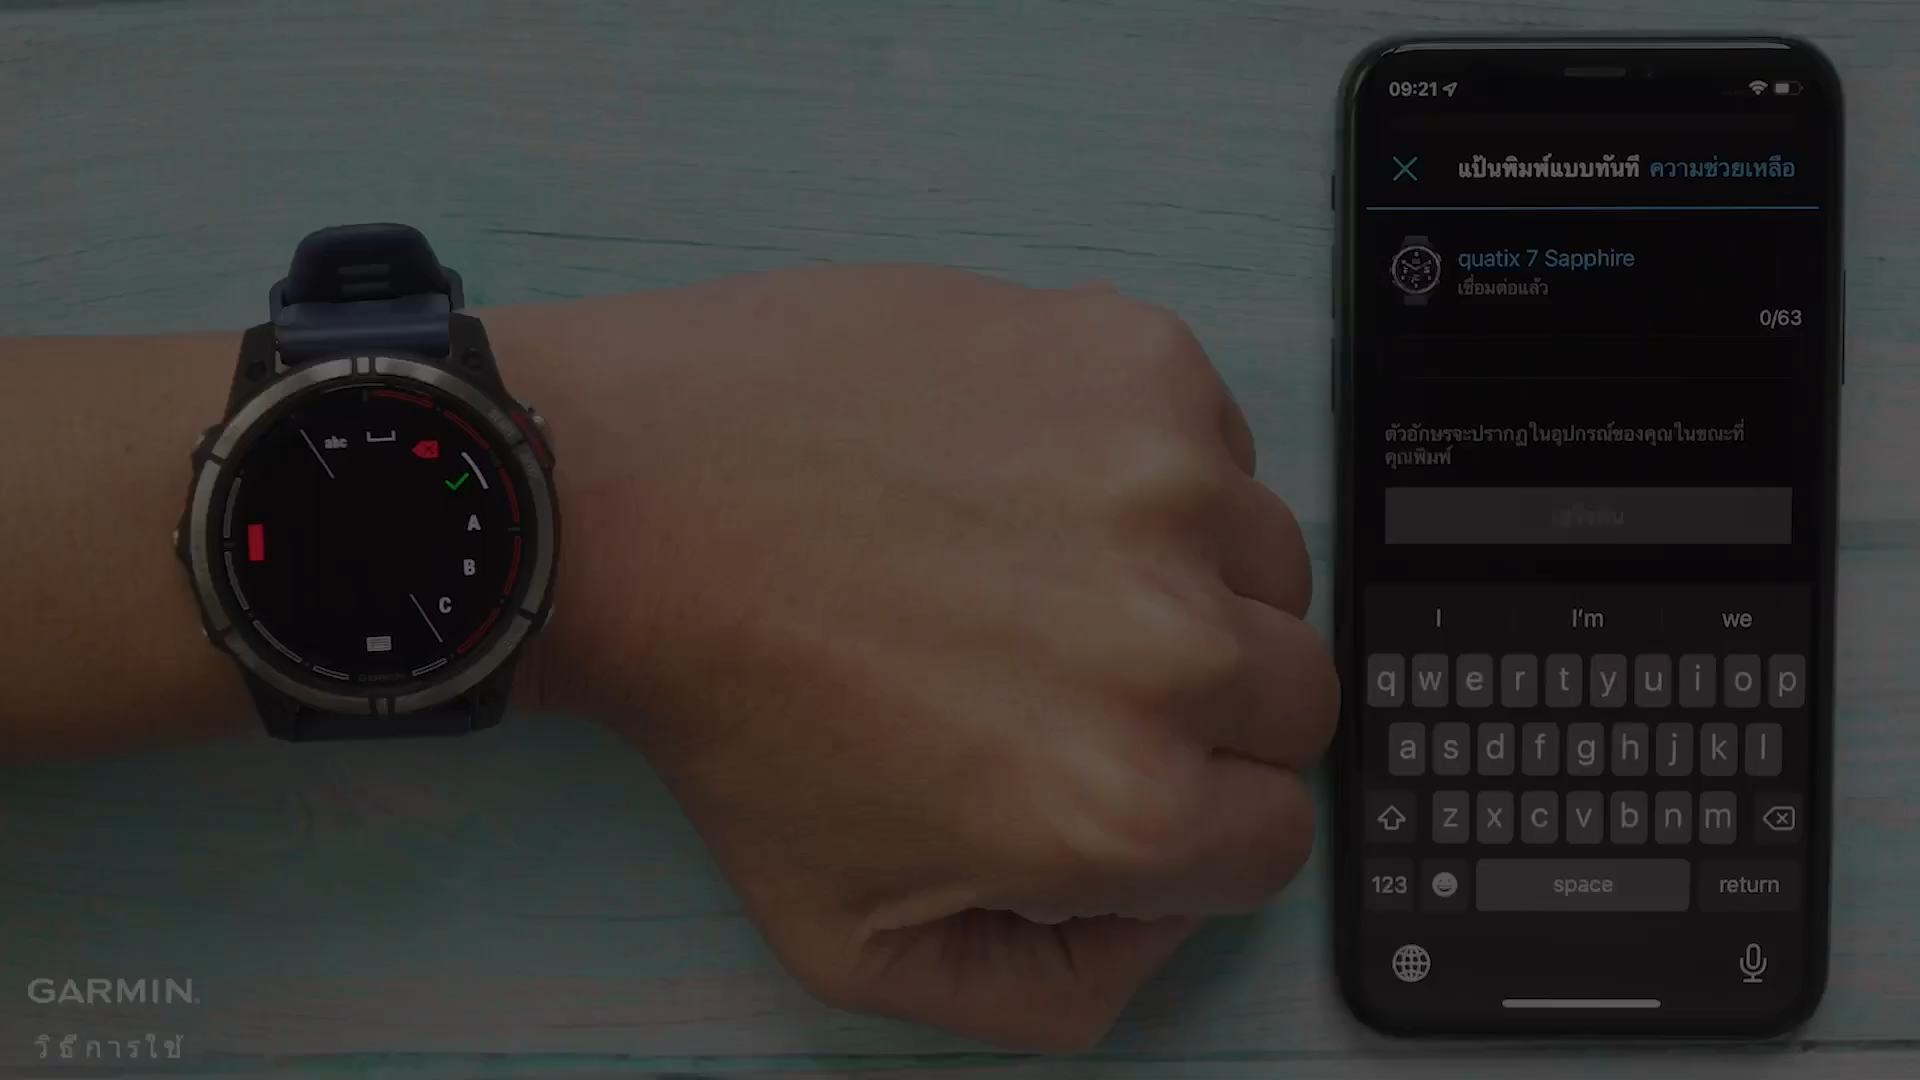 09:21
แป้นพิมพ์แบบทันที ความช่วยเหลือ
quatix 7 Sapphire
เชื่อมต่อแล้ว
0/63
ตัวอักษรจะปรากฏในอุปกรณ์ของคุณในขณะที่
คุณพิมพ์
I I'm we
q w e r t y u i o p
a s d f g h j k l
z x c v b n m
123 space return
abc
A
B
C
GARMIN
GARMIN.
วิธีการใช้